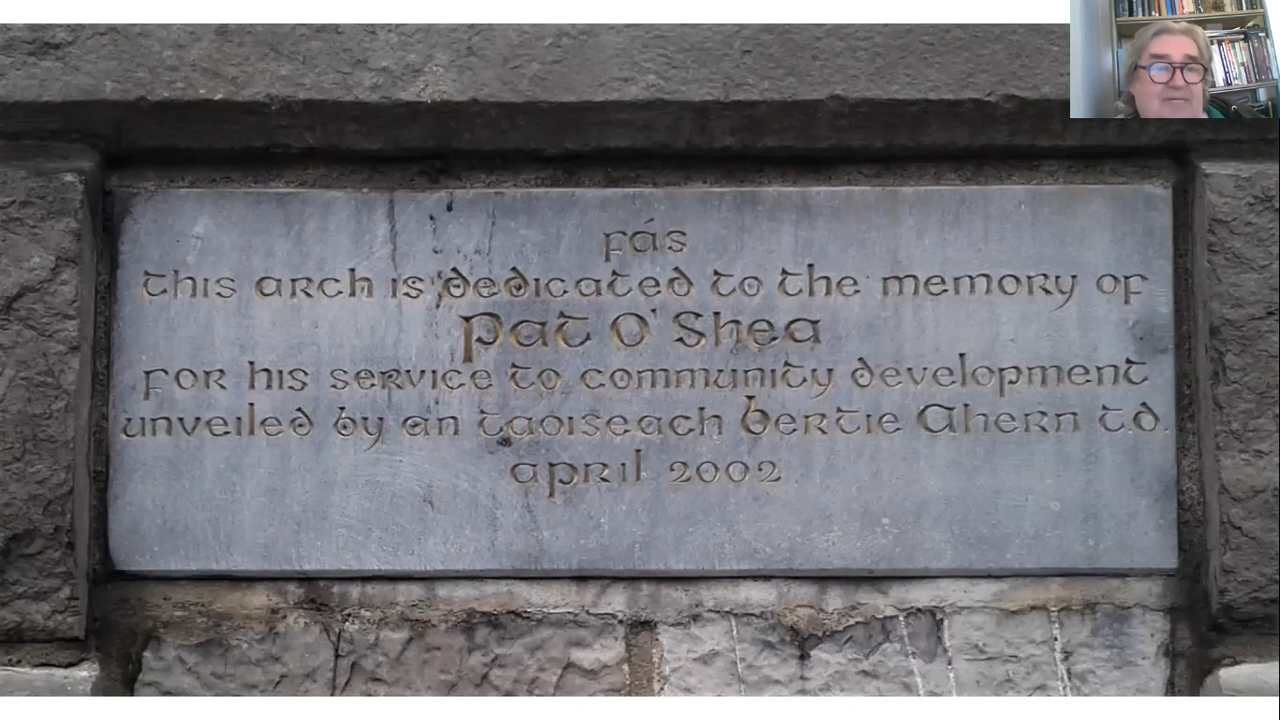 fás
this arch is dedicated to the memory of
Pat O' Shea
for his service to community development
unveiled by an taoiseach bertie Ahern t.d.
april 2002